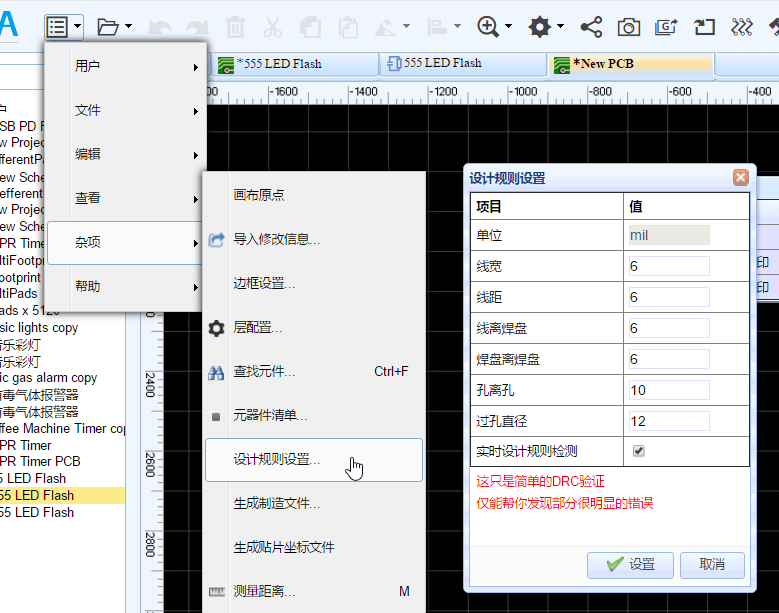 A
*555 LED Flash
555 LED Flash
*New PCB
-1600
-1400
-1200
-1000
-800
-600
-400
用户
文件
编辑
查看
杂项
帮助
画布原点
导入修改信息...
边框设置...
层配置...
查找元件... Ctrl+F
元器件清单...
设计规则设置...
生成制造文件...
生成贴片坐标文件
测量距离... M
2400
2600
2800
SB PD F
w Projec
fferentPa
ew Sche
efferent
w Projec
ew Sche
PR Timer
ltiFootpr
ootprint
ltiPads
ads x 5120
sic lights copy
音乐彩灯
音乐彩灯
ic gas alarm copy
有毒气体报警器
有毒气体报警器
ffee Machine Timer cop
PR Timer
PR Timer PCB
5 LED Flash
55 LED Flash
55 LED Flash
设计规则设置
项目 值
单位 mil
线宽 6
线距 6
线离焊盘 6
焊盘离焊盘 6
孔离孔 10
过孔直径 12
实时设计规则检测
这只是简单的DRC验证
仅能帮你发现部分很明显的错误
设置 取消
印
印